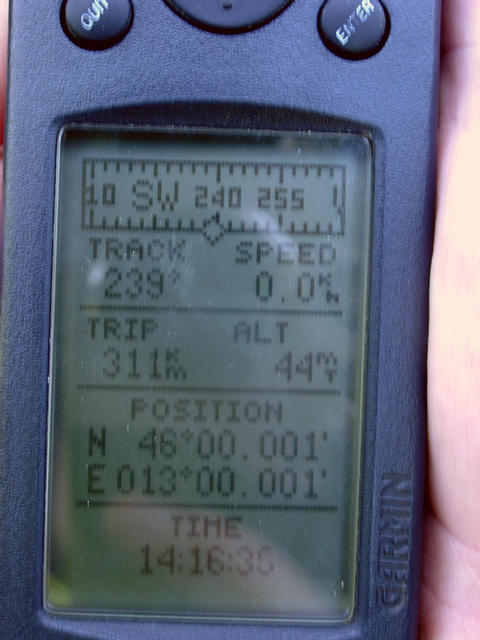 QUIT
ENTER
10 SW 240 255
TRACK SPEED
239° 0.0 K H
TRIP ALT
311 K M 44 M T
POSITION
N 46°00.001'
E 013°00.001'
TIME
14:16:35
GARMIN